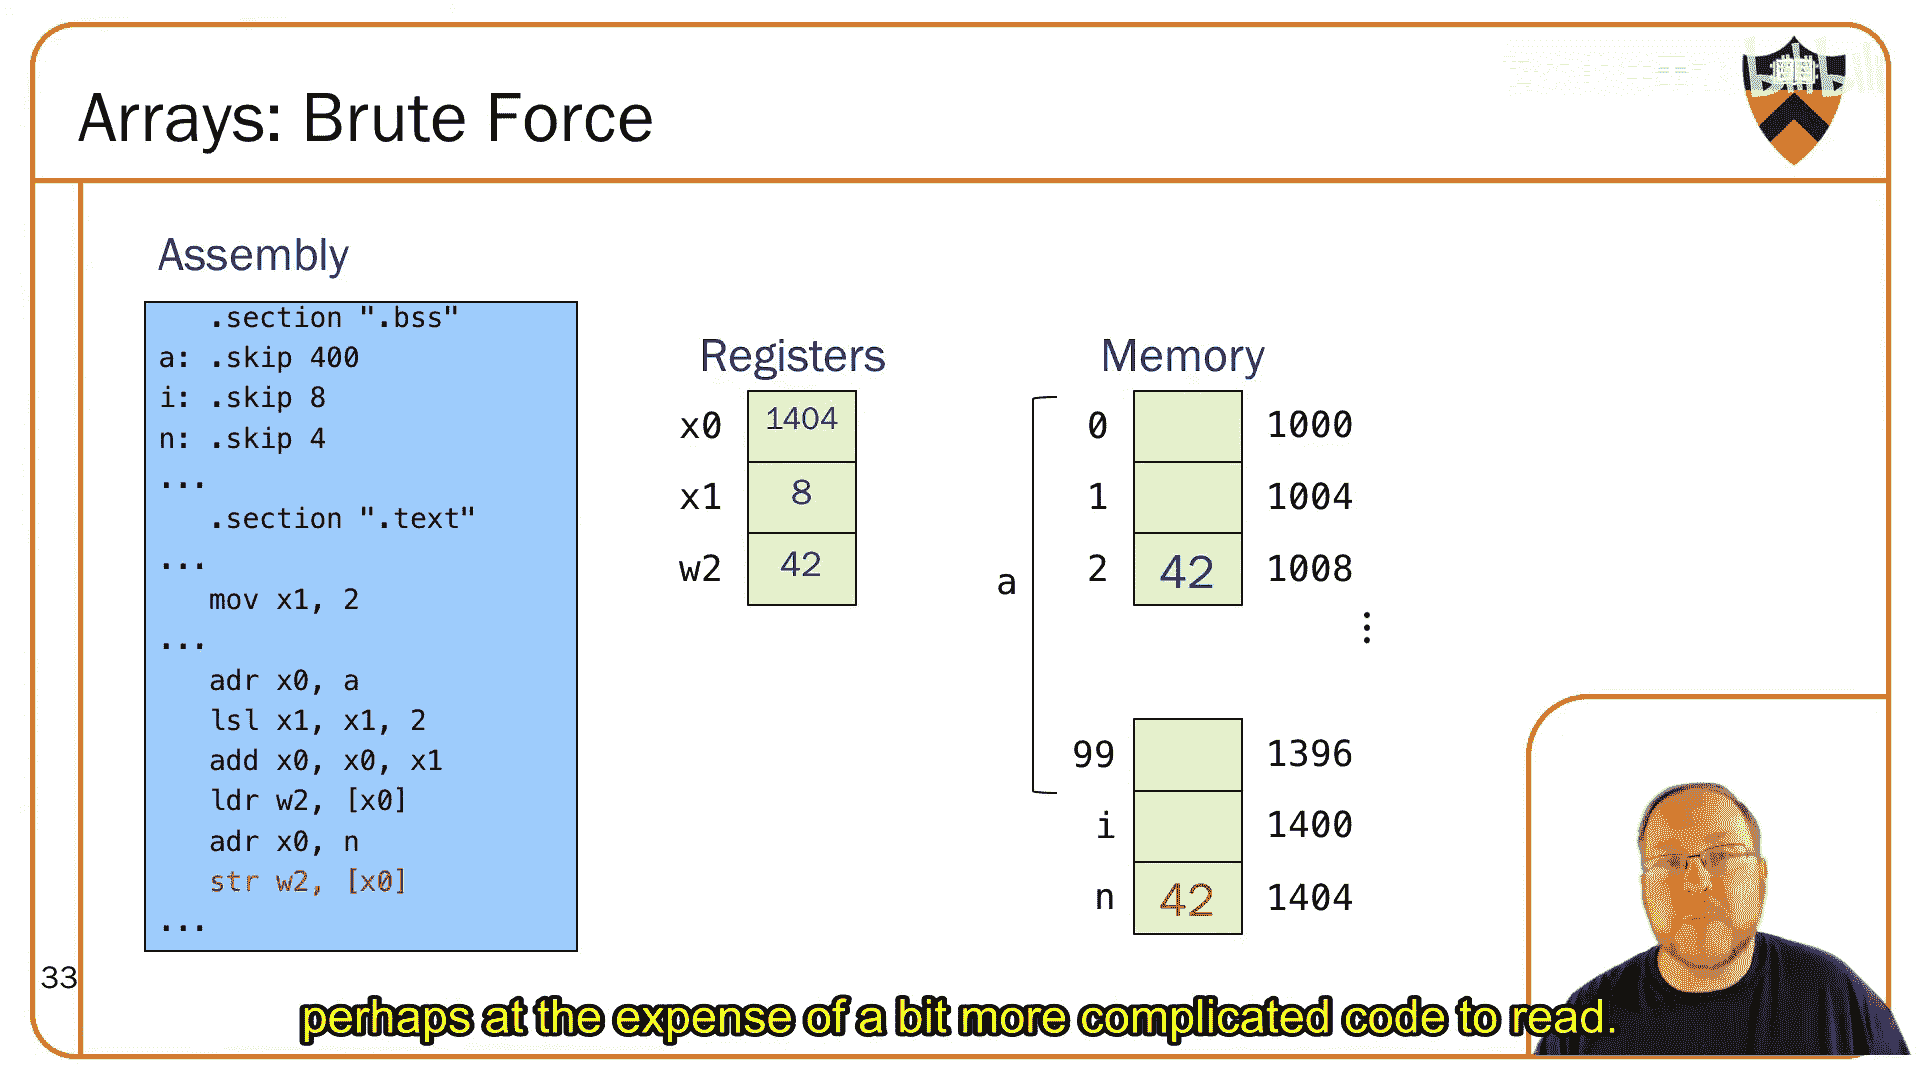 Arrays: Brute Force
Assembly
.section ".bss"
a: .skip 400
i: .skip 8
n: .skip 4
...
.section ".text"
...
mov x1, 2
...
adr x0, a
lsl x1, x1, 2
add x0, x0, x1
ldr w2, [x0]
adr x0, n
str w2, [x0]
...
Registers
x0 1404
x1 8
w2 42
Memory
a
0 1000
1 1004
2 42 1008
⋮
99 1396
i 1400
n 42 1404
33
perhaps at the expense of a bit more complicated code to read.